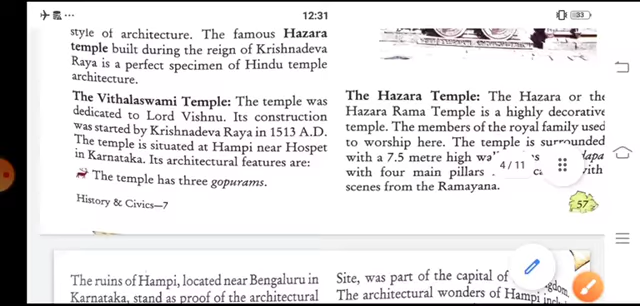 12:31
33
style of architecture. The famous Hazara
temple built during the reign of Krishnadeva
Raya is a perfect specimen of Hindu temple
architecture.
The Vithalaswami Temple: The temple was
dedicated to Lord Vishnu. Its construction
was started by Krishnadeva Raya in 1513 A.D.
The temple is situated at Hampi near Hospet
in Karnataka. Its architectural features are:
The temple has three gopurams.
History & Civics—7
The Hazara Temple: The Hazara or the
Hazara Rama Temple is a highly decorative
temple. The members of the royal family used
to worship here. The temple is surrounded
with a 7.5 metre high
with four main pillars
scenes from the Ramayana.
4/11
57
The ruins of Hampi, located near Bengaluru in
Karnataka, stand as proof of the architectural
Site, was part of the capital of
The architectural wonders of Hampi